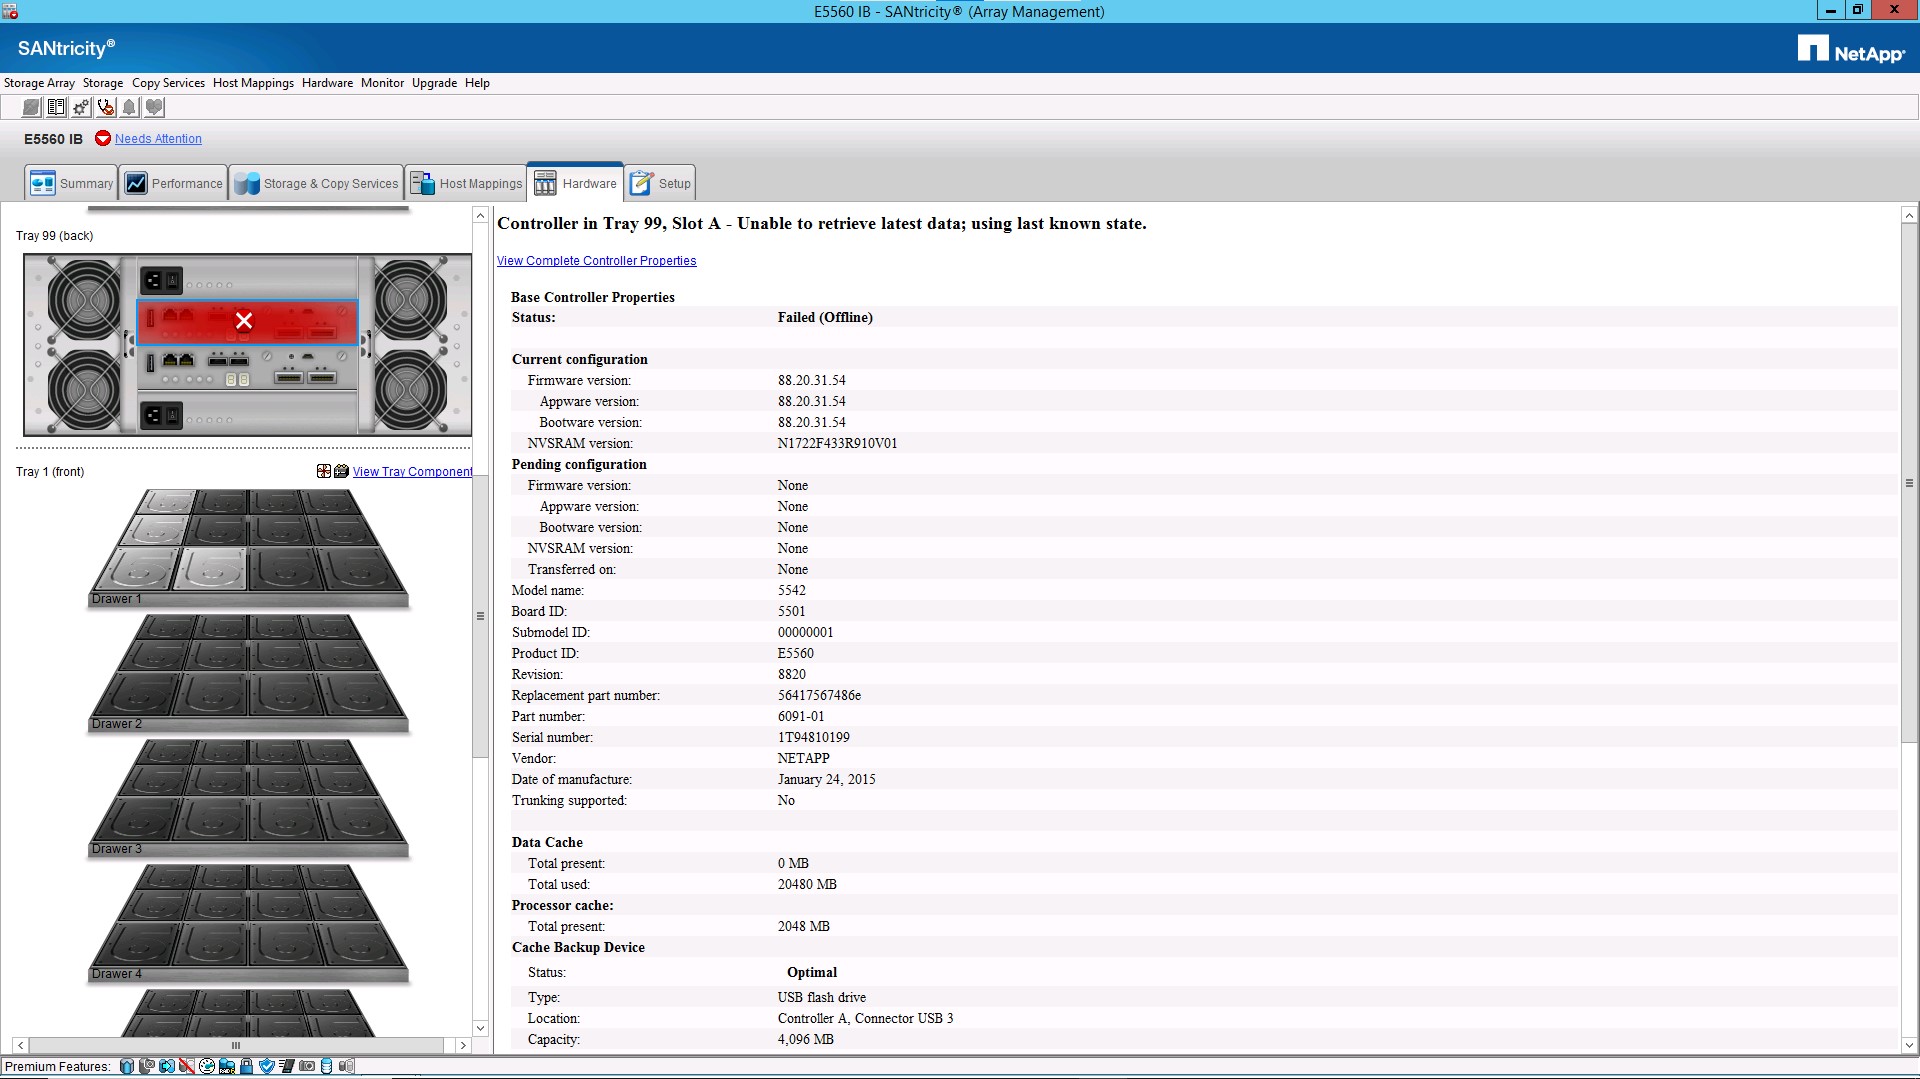 E5560 IB - SANtricity® (Array Management)
SANtricity®
NetApp®
Storage Array Storage Copy Services Host Mappings Hardware Monitor Upgrade Help
E5560 IB Needs Attention
Summary Performance Storage & Copy Services Host Mappings Hardware Setup
Tray 99 (back)
Tray 1 (front) View Tray Component
Drawer 1
Drawer 2
Drawer 3
Drawer 4
Controller in Tray 99, Slot A - Unable to retrieve latest data; using last known state.
View Complete Controller Properties
Base Controller Properties
Status: Failed (Offline)
Current configuration
Firmware version: 88.20.31.54
Appware version: 88.20.31.54
Bootware version: 88.20.31.54
NVSRAM version: N1722F433R910V01
Pending configuration
Firmware version: None
Appware version: None
Bootware version: None
NVSRAM version: None
Transferred on: None
Model name: 5542
Board ID: 5501
Submodel ID: 00000001
Product ID: E5560
Revision: 8820
Replacement part number: 56417567486e
Part number: 6091-01
Serial number: 1T94810199
Vendor: NETAPP
Date of manufacture: January 24, 2015
Trunking supported: No
Data Cache
Total present: 0 MB
Total used: 20480 MB
Processor cache:
Total present: 2048 MB
Cache Backup Device
Status: Optimal
Type: USB flash drive
Location: Controller A, Connector USB 3
Capacity: 4,096 MB
Premium Features: